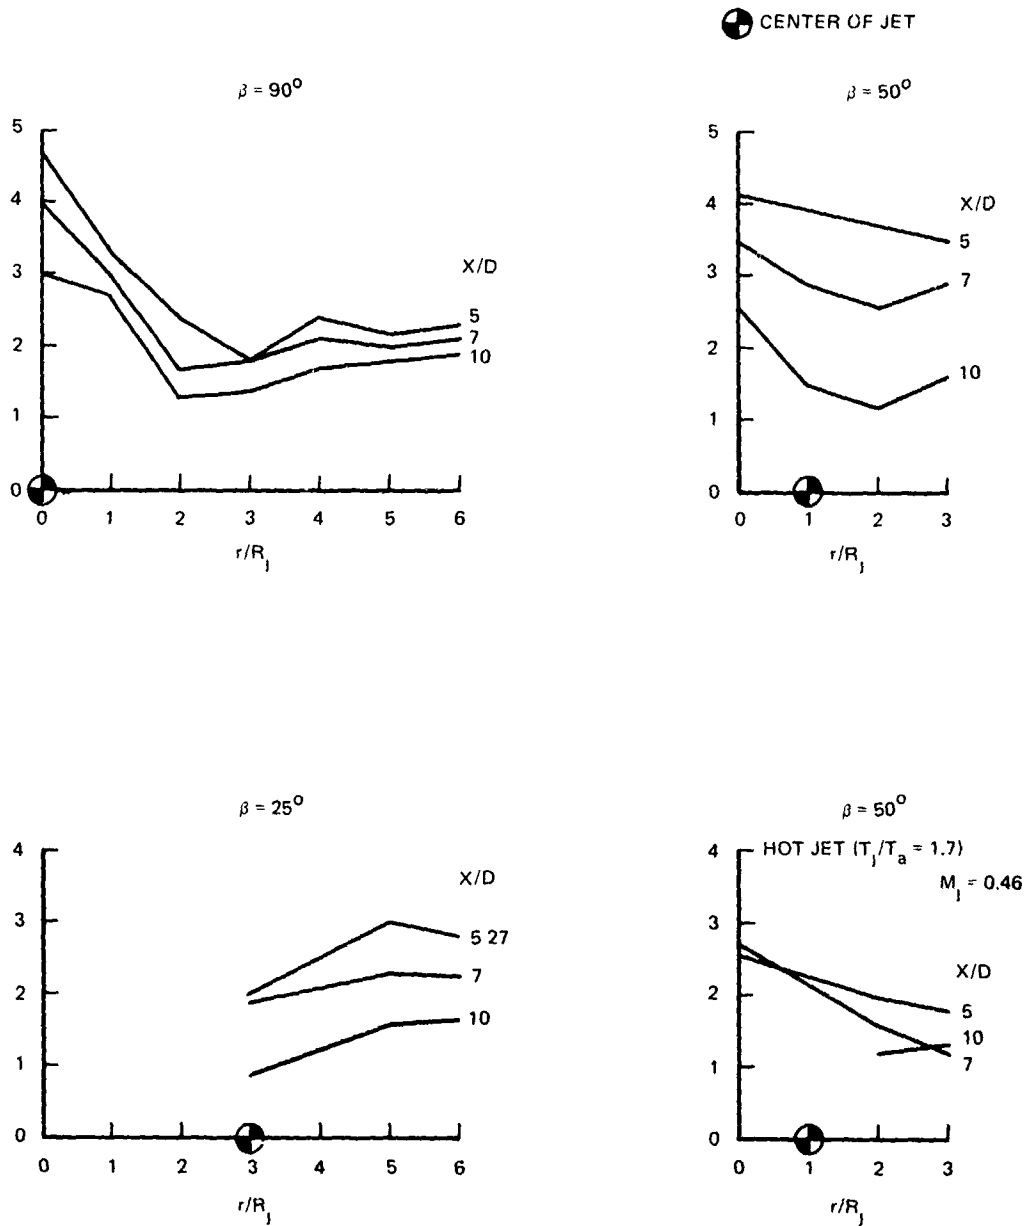 CENTER OF JET
β = 90°
5
4
3
2
1
0
X/D
5
7
10
0 1 2 3 4 5 6
r/Rj
β = 50°
5
4
3
2
1
0
X/D
5
7
10
0 1 2 3
r/Rj
β = 25°
4
3
2
1
0
X/D
5 27
7
10
0 1 2 3 4 5 6
r/Rj
β = 50°
HOT JET (Tj/Ta = 1.7)
Mj = 0.46
4
3
2
1
0
X/D
5
10
7
0 1 2 3
r/Rj